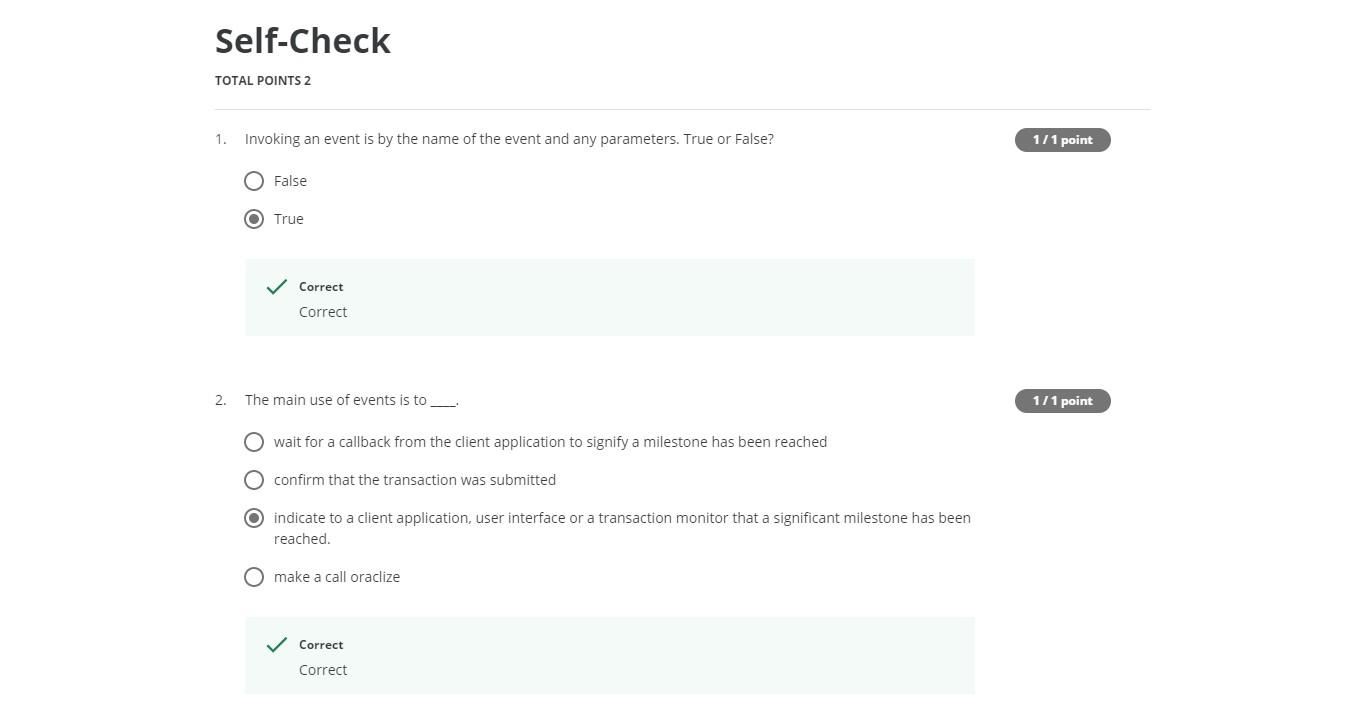 Self-Check
TOTAL POINTS 2
1. Invoking an event is by the name of the event and any parameters. True or False?
1 / 1 point
False
True
Correct
Correct
2. The main use of events is to ____.
1 / 1 point
wait for a callback from the client application to signify a milestone has been reached
confirm that the transaction was submitted
indicate to a client application, user interface or a transaction monitor that a significant milestone has been
reached.
make a call oraclize
Correct
Correct